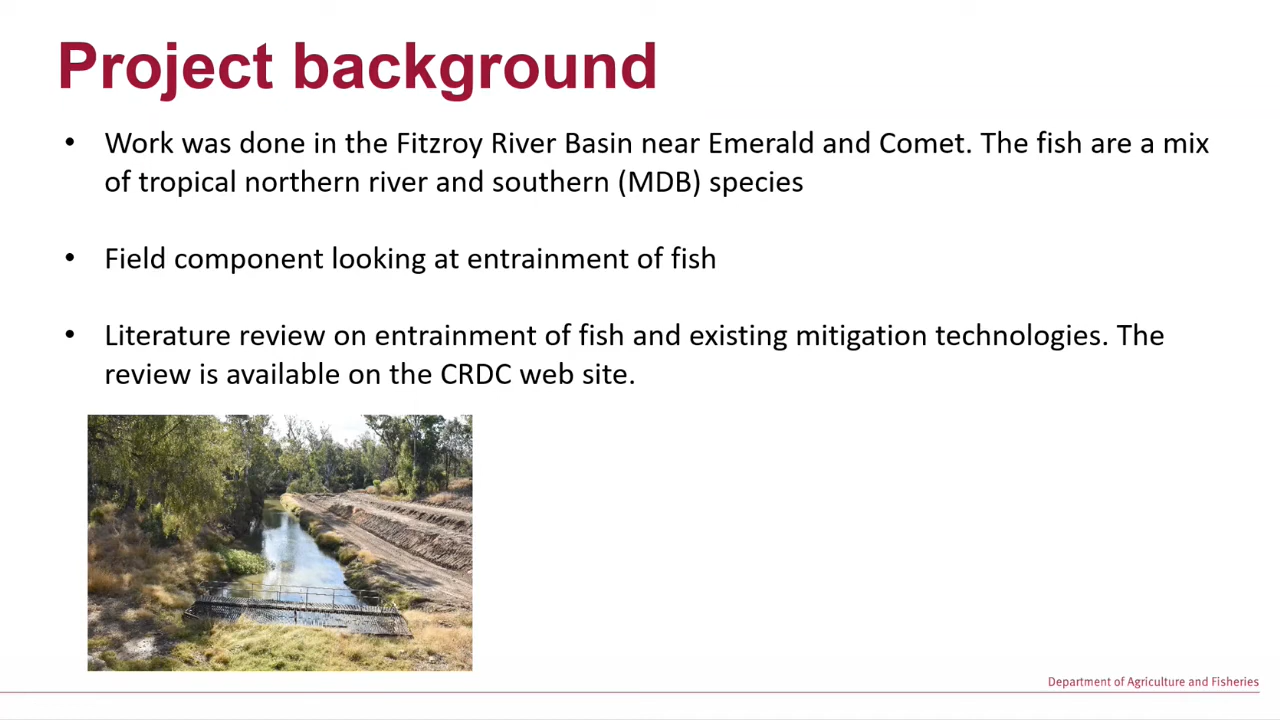 Project background
• Work was done in the Fitzroy River Basin near Emerald and Comet. The fish are a mix
of tropical northern river and southern (MDB) species
• Field component looking at entrainment of fish
• Literature review on entrainment of fish and existing mitigation technologies. The
review is available on the CRDC web site.
Department of Agriculture and Fisheries